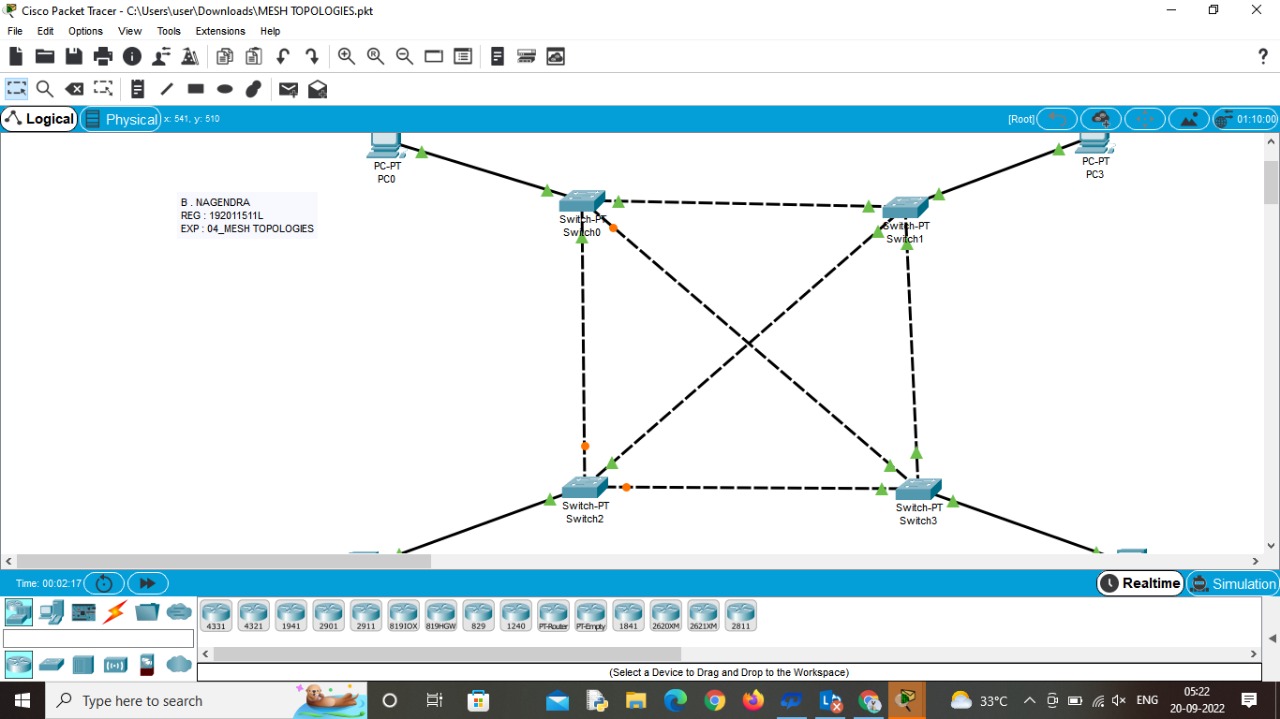 Cisco Packet Tracer - C:\Users\user\Downloads\MESH TOPOLOGIES.pkt
File Edit Options View Tools Extensions Help
?
Logical Physical x: 541, y: 510 [Root] 01:10:00
PC-PT
PC0
PC-PT
PC3
B . NAGENDRA
REG : 192011511L
EXP : 04_MESH TOPOLOGIES
Switch-PT
Switch0
Switch-PT
Switch1
Switch-PT
Switch2
Switch-PT
Switch3
Time: 00:02:17 Realtime Simulation
4331 4321 1941 2901 2911 819IOX 819HGW 829 1240 PT-Router PT-Empty 1841 2620XM 2621XM 2811
(Select a Device to Drag and Drop to the Workspace)
Type here to search
33°C ENG
05:22
20-09-2022